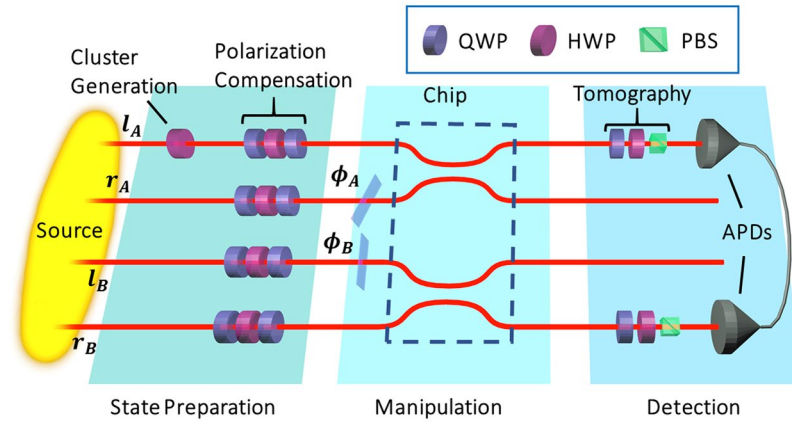 QWP HWP PBS
Cluster
Generation
Polarization
Compensation
Chip
Tomography
l_A
r_A
ϕ_A
Source
ϕ_B
APDs
l_B
r_B
State Preparation
Manipulation
Detection